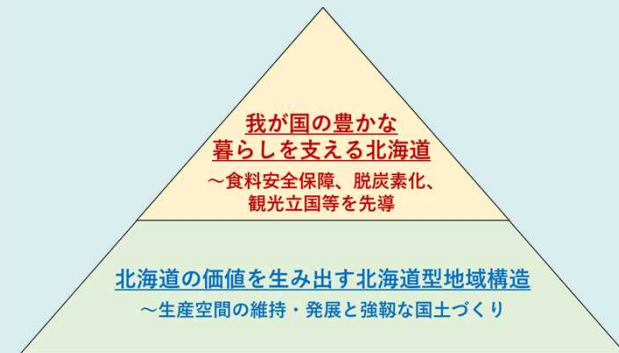 我が国の豊かな
暮らしを支える北海道
～食料安全保障、脱炭素化、
観光立国等を先導
北海道の価値を生み出す北海道型地域構造
～生産空間の維持・発展と強靱な国土づくり